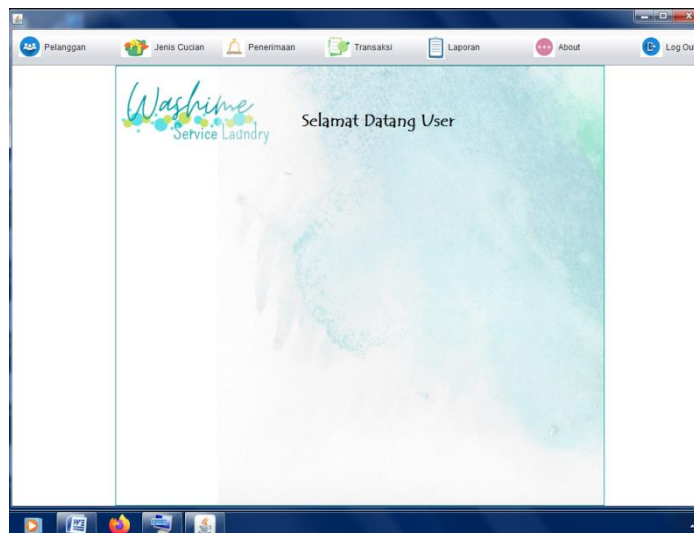 Pelanggan Jenis Cucian Penerimaan Transaksi Laporan About Log Ou
Washime
Service Laundry
Selamat Datang User